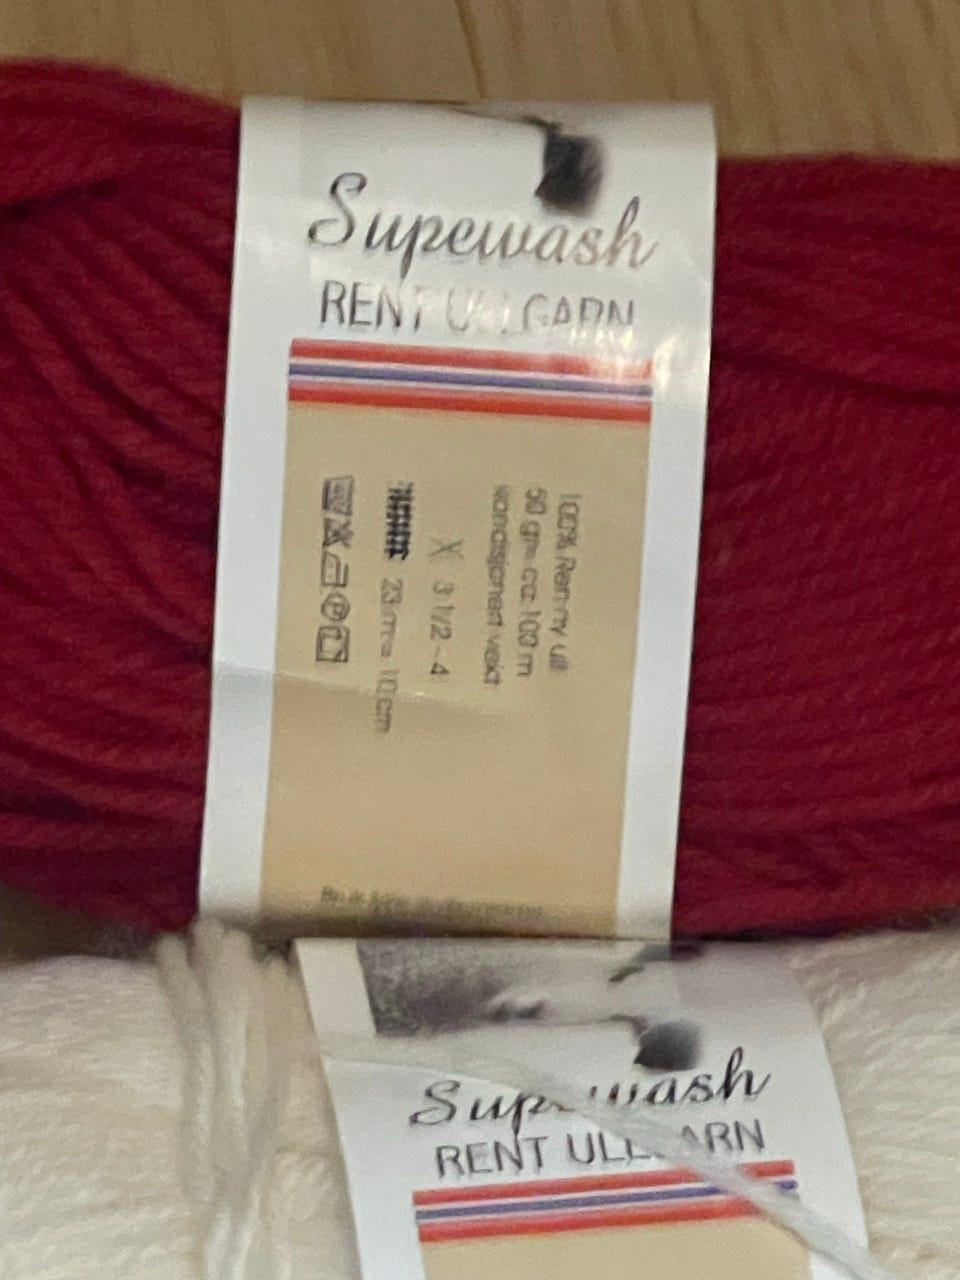 Supewash
RENT ULLGARN
100% Ren ny ull
50 gr= ca. 100 m
kondisjonert vekt
3 1/2 - 4
23 m = 10 cm
Supewash
RENT ULLGARN